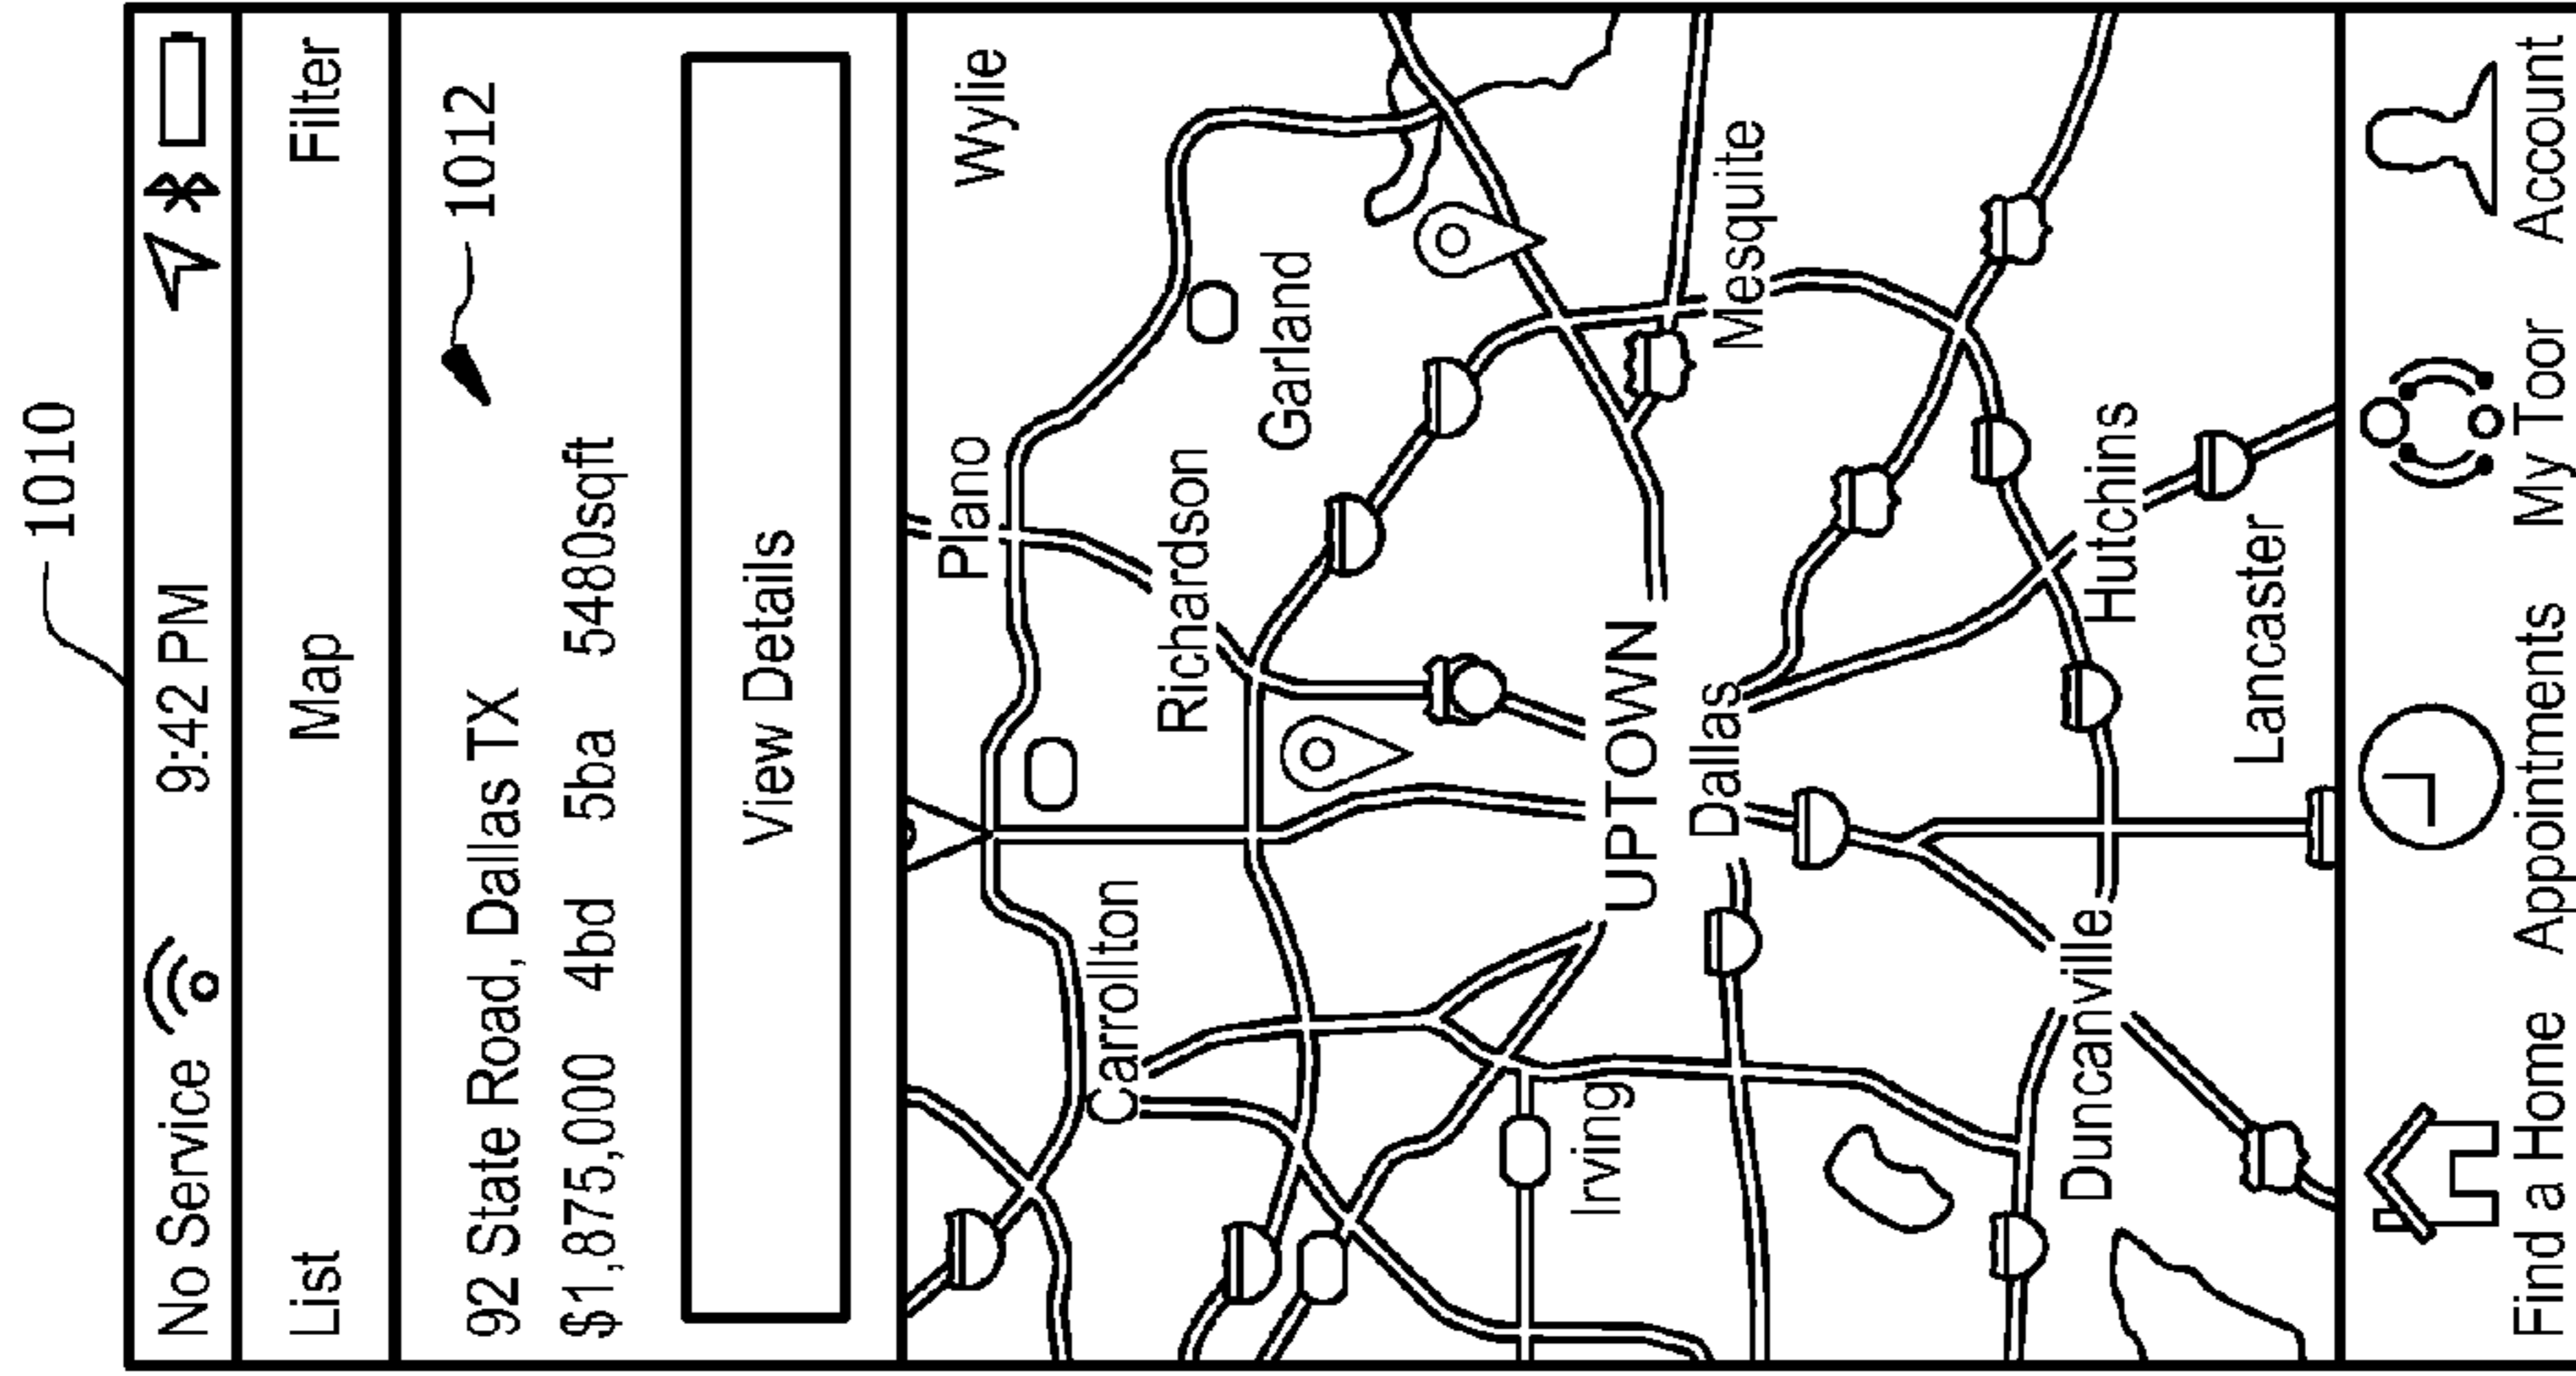 1010
No Service 9:42 PM
List Map Filter
1012
92 State Road, Dallas TX
$1,875,000 4bd 5ba 5480sqft
View Details
Plano
Wylie
Carrollton
Richardson
Garland
Irving
UPTOWN
Dallas
Mesquite
Duncanville
Hutchins
Lancaster
Find a Home Appointments My Toor Account